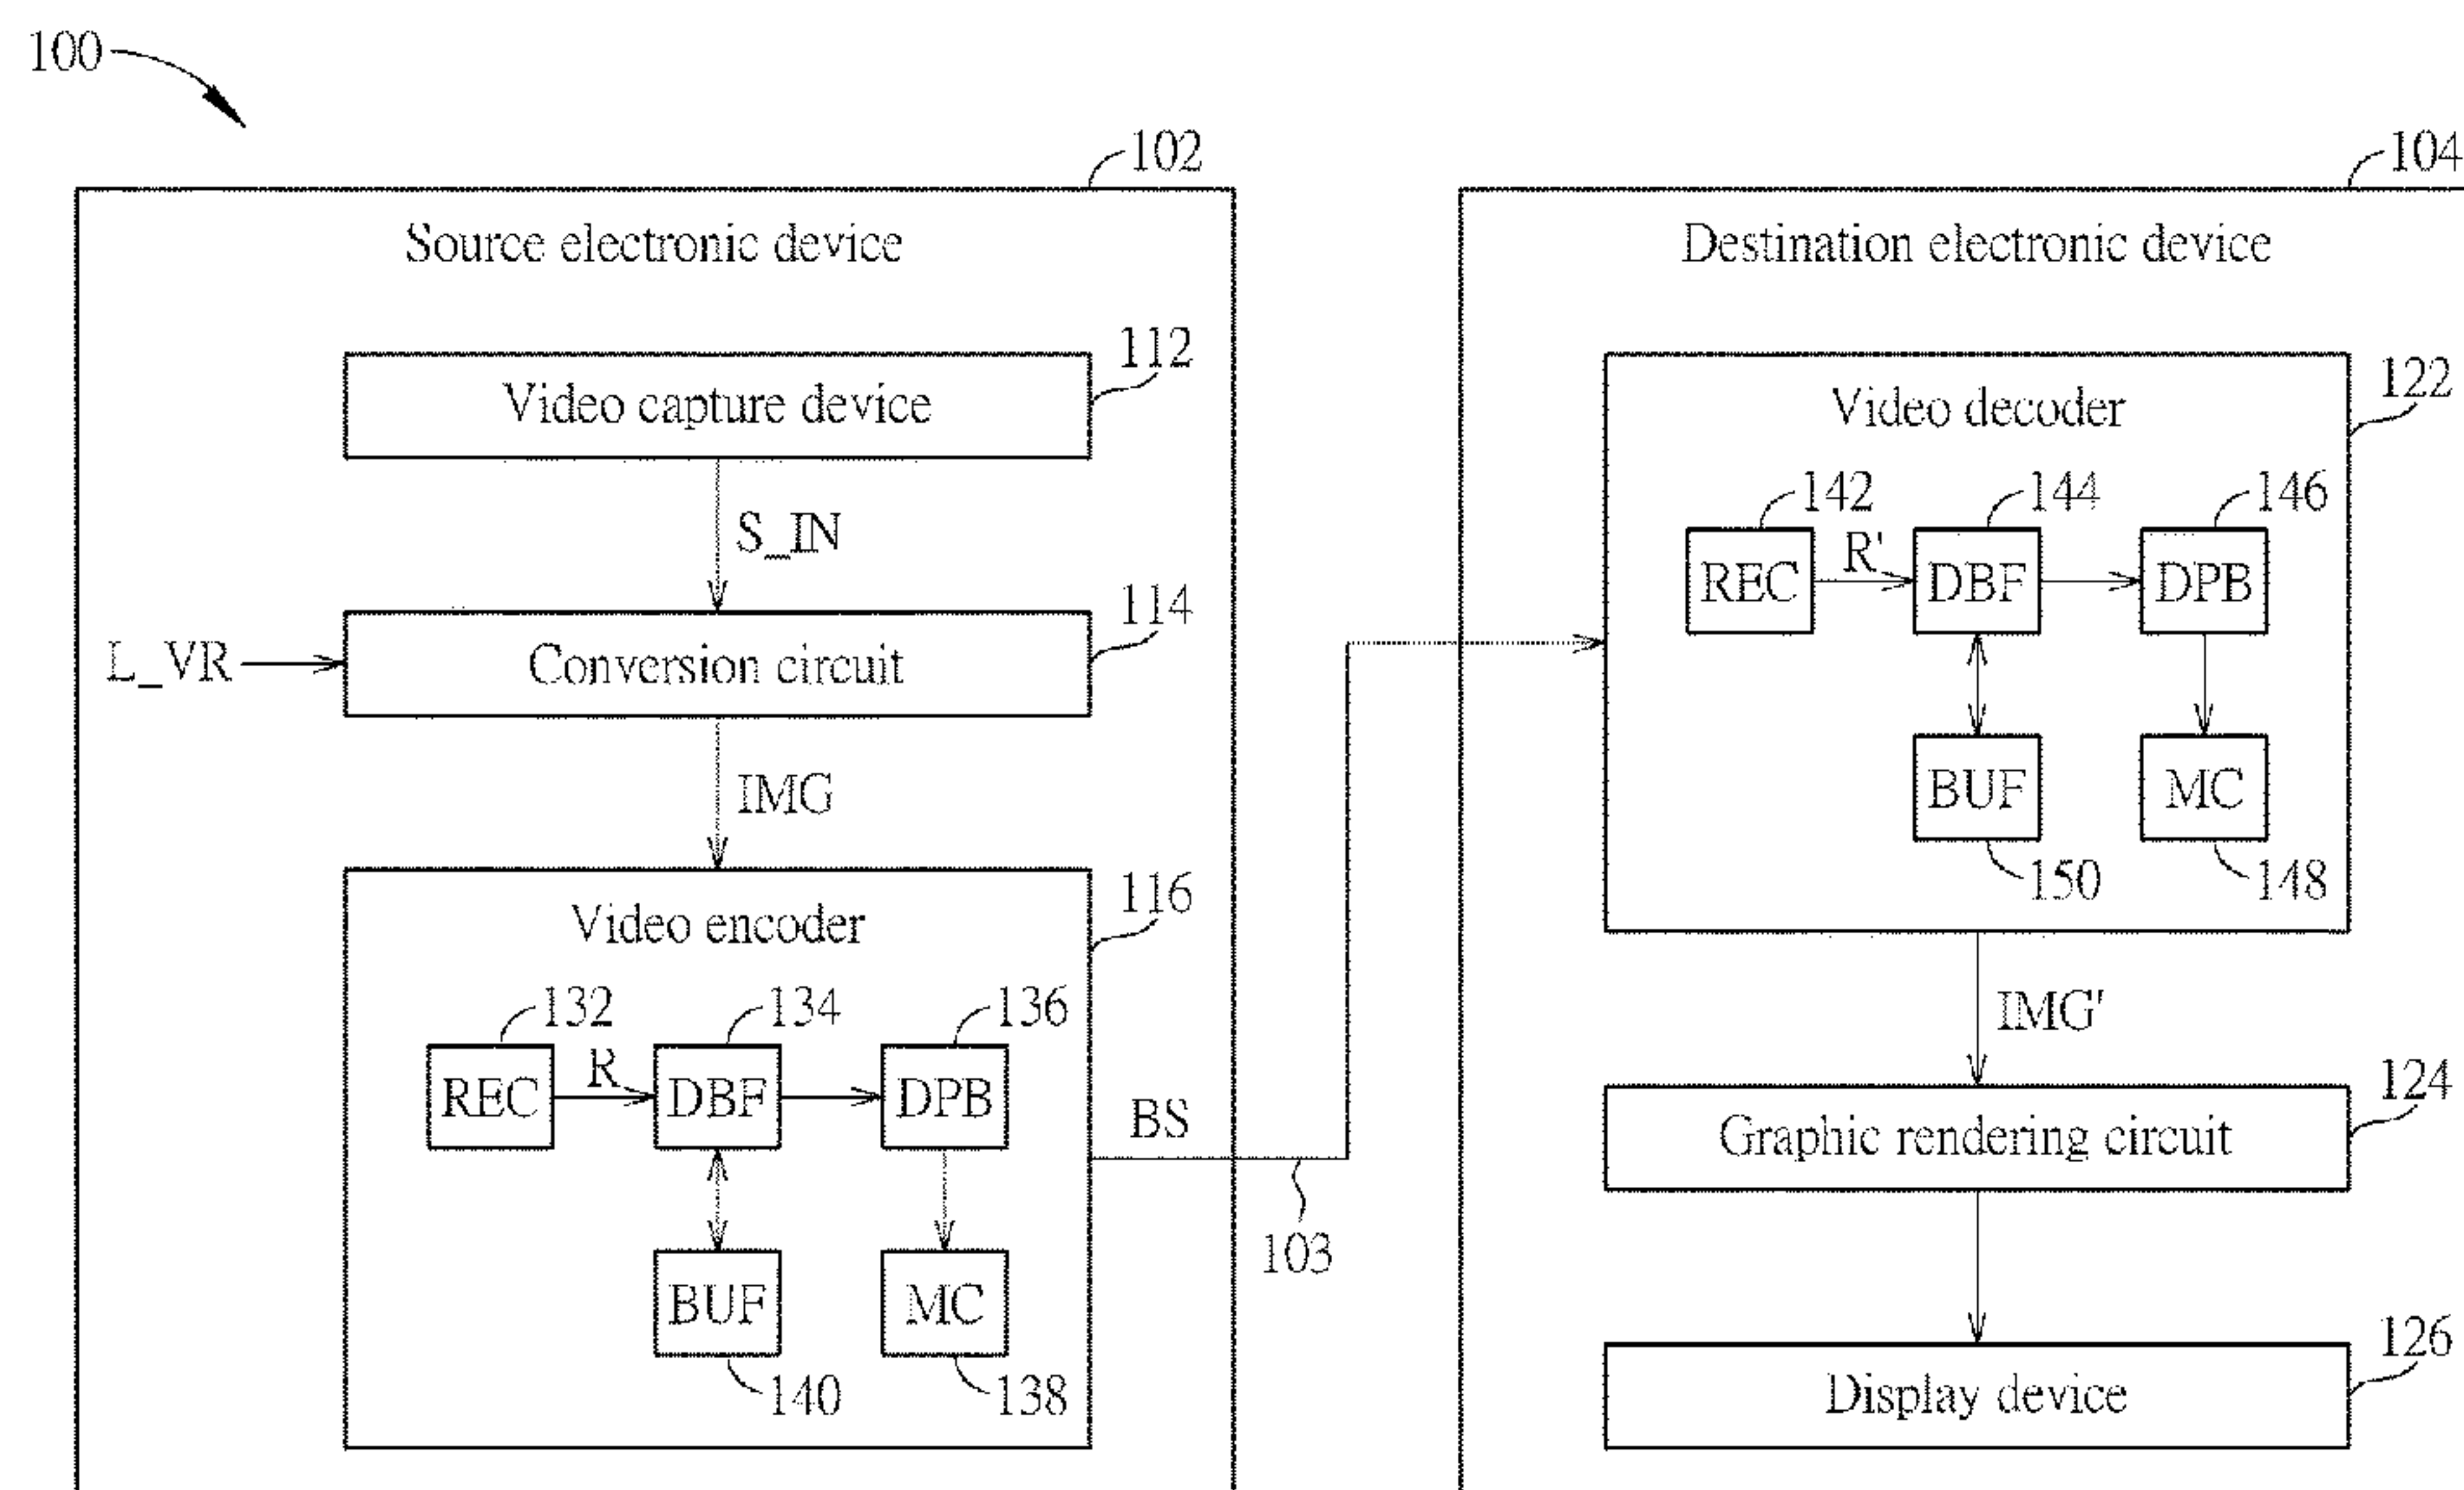 100
102
Source electronic device
112
Video capture device
S_IN
114
L_VR
Conversion circuit
IMG
116
Video encoder
132
134
136
REC
R
DBF
DPB
BS
BUF
MC
140
138
103
104
Destination electronic device
122
Video decoder
142
144
146
REC
R'
DBF
DPB
BUF
MC
150
148
IMG'
124
Graphic rendering circuit
126
Display device